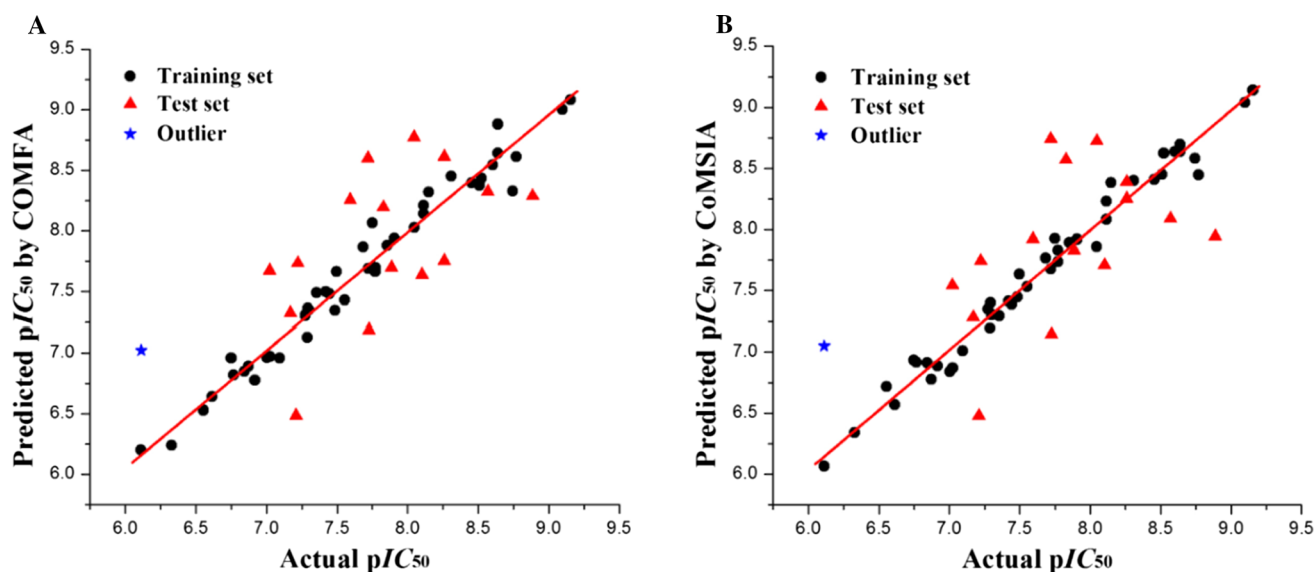 A
Predicted pIC50 by COMFA
9.5
9.0
8.5
8.0
7.5
7.0
6.5
6.0
Training set
Test set
Outlier
6.0 6.5 7.0 7.5 8.0 8.5 9.0 9.5
Actual pIC50
B
Predicted pIC50 by CoMSIA
9.5
9.0
8.5
8.0
7.5
7.0
6.5
6.0
Training set
Test set
Outlier
6.0 6.5 7.0 7.5 8.0 8.5 9.0 9.5
Actual pIC50